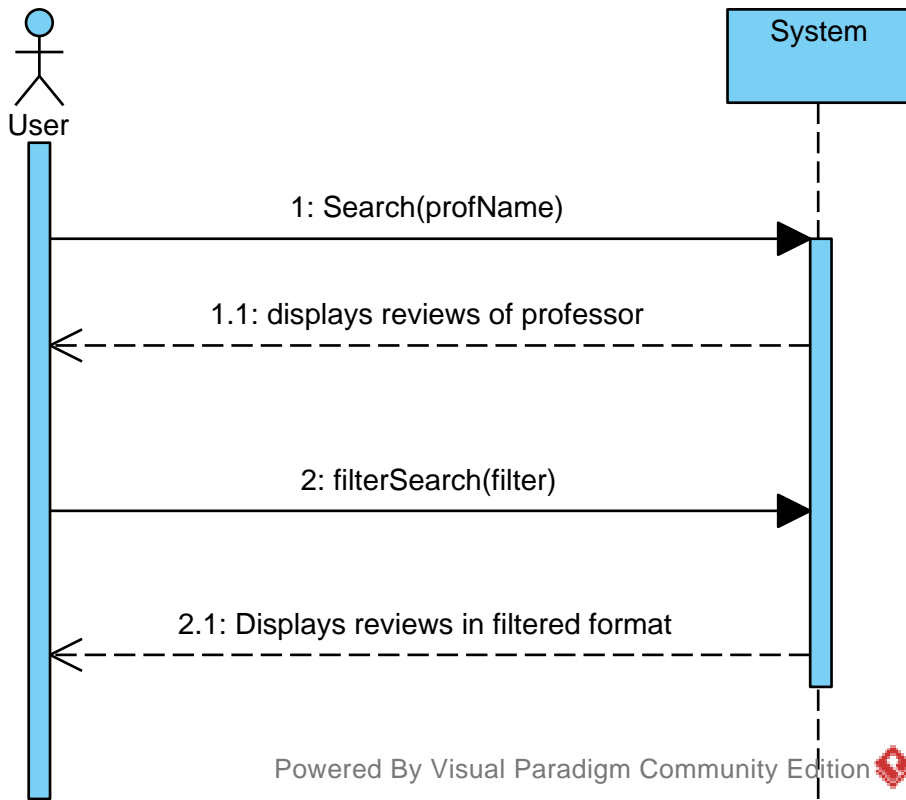 System
User
1: Search(profName)
1.1: displays reviews of professor
2: filterSearch(filter)
2.1: Displays reviews in filtered format
Powered By Visual Paradigm Community Edition